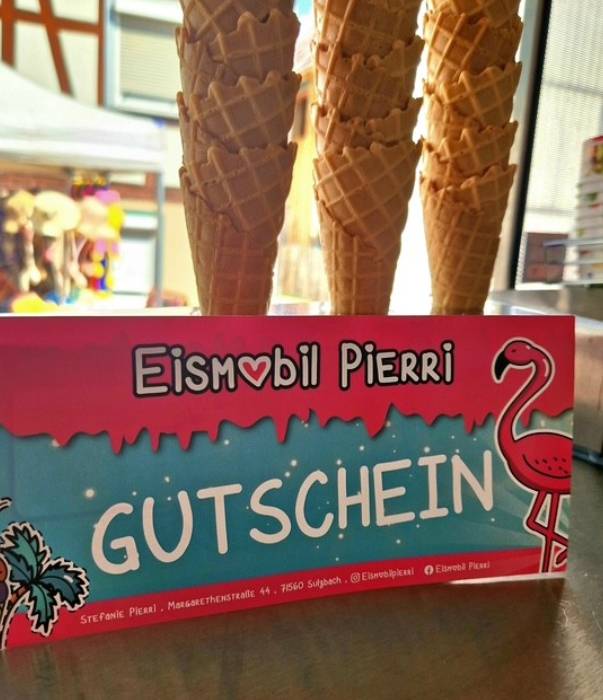 Eismobil Pierri
GUTSCHEIN
Stefanie Pierri . Margarethenstraße 44 . 71560 Sulzbach . Eismobilpierri Eismobil Pierri